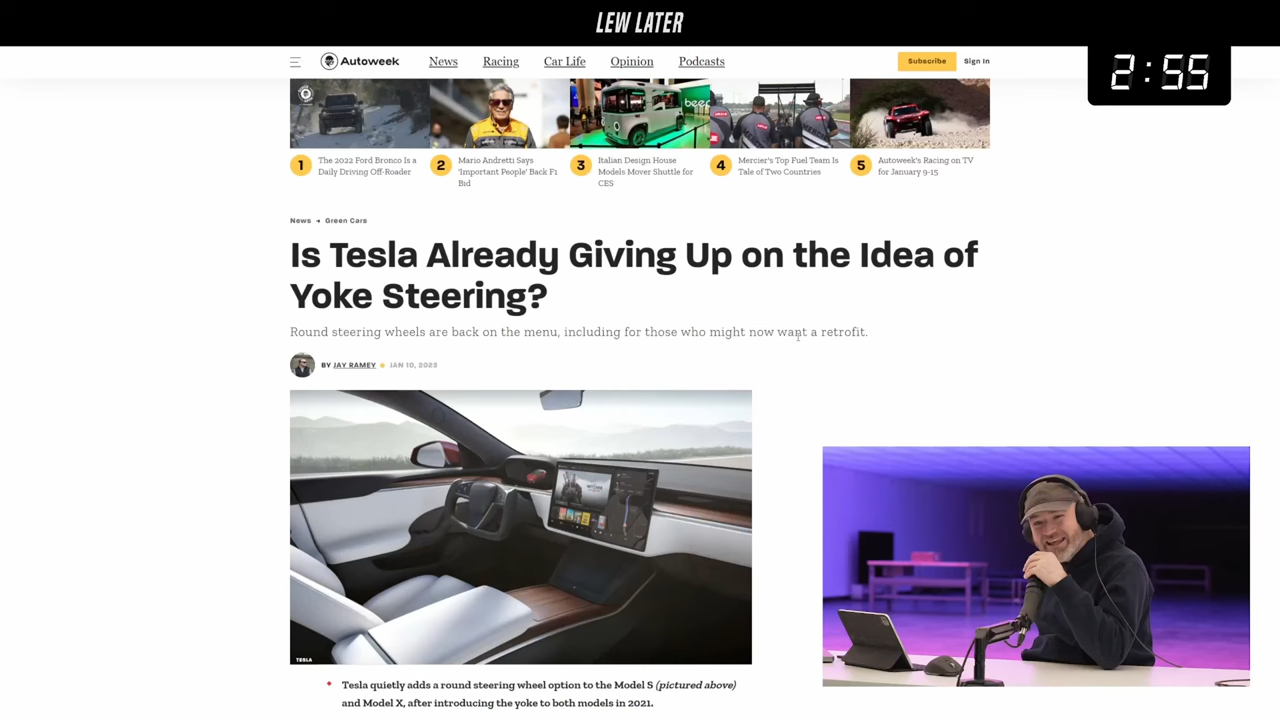 LEW LATER
2:55
Autoweek
News
Racing
Car Life
Opinion
Podcasts
Subscribe
Sign In
beep
1
The 2022 Ford Bronco Is a
Daily Driving Off-Roader
2
Mario Andretti Says
'Important People' Back F1
Bid
3
Italian Design House
Models Mover Shuttle for
CES
4
Mercier's Top Fuel Team Is
Tale of Two Countries
5
Autoweek's Racing on TV
for January 9-15
News → Green Cars
Is Tesla Already Giving Up on the Idea of
Yoke Steering?
Round steering wheels are back on the menu, including for those who might now want a retrofit.
BY JAY RAMEY ★ JAN 10, 2023
TESLA
Tesla quietly adds a round steering wheel option to the Model S (pictured above)
and Model X, after introducing the yoke to both models in 2021.